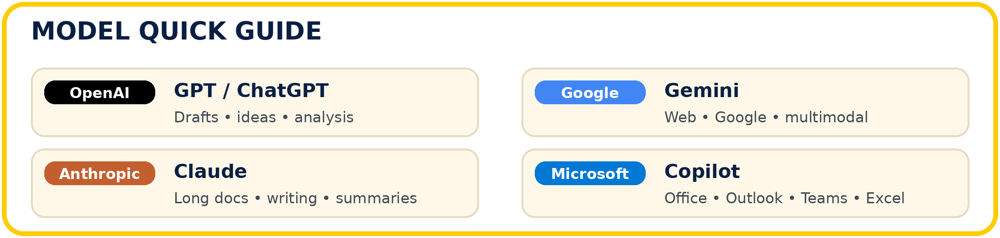 MODEL QUICK GUIDE
OpenAI
GPT / ChatGPT
Drafts • ideas • analysis
Google
Gemini
Web • Google • multimodal
Anthropic
Claude
Long docs • writing • summaries
Microsoft
Copilot
Office • Outlook • Teams • Excel